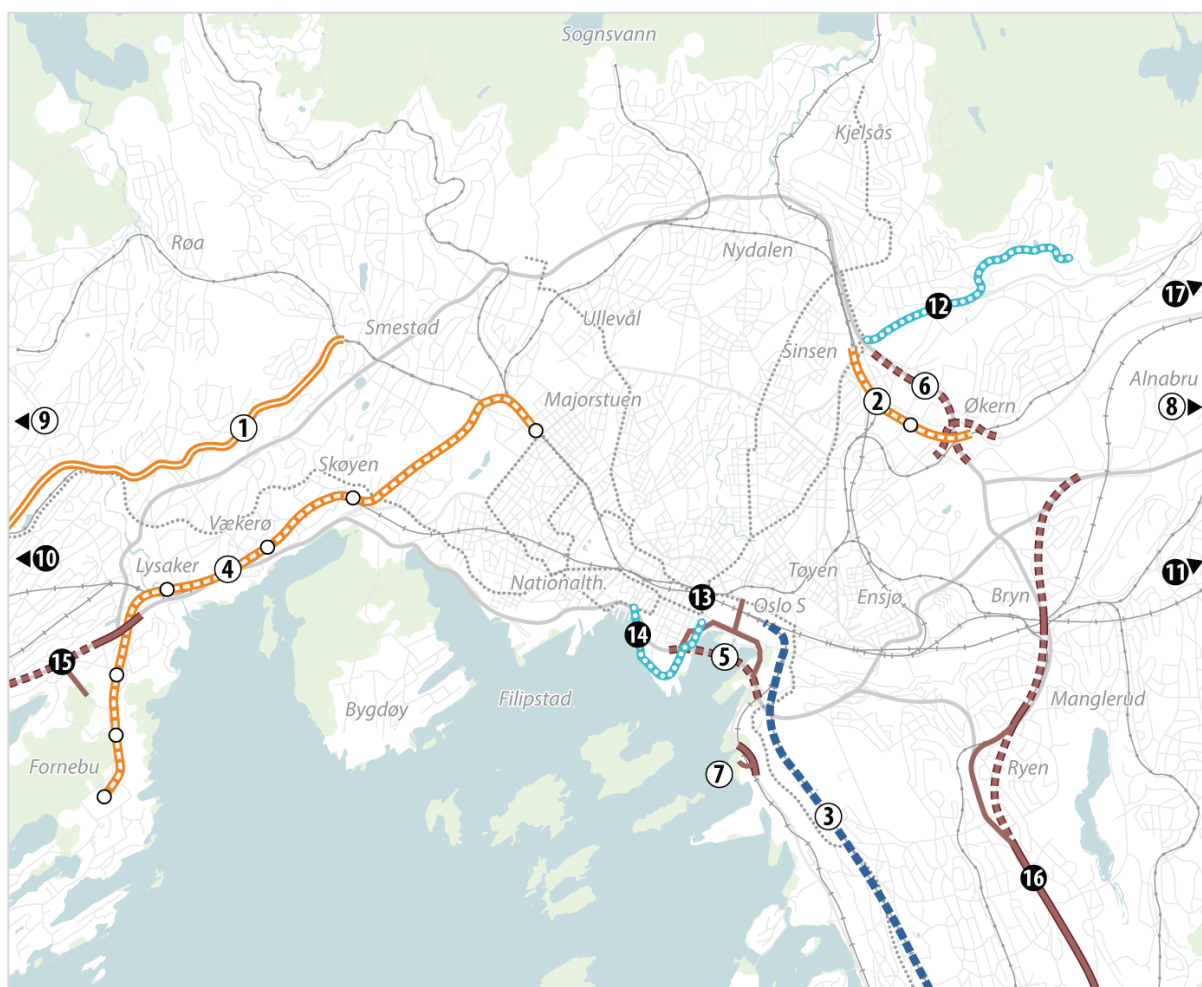 Sognsvann
Kjelsås
Røa
Nydalen
17
12
Smestad
Ullevål
Sinsen
Alnabru
6
2
Økern
8
9
1
Majorstuen
Skøyen
Vækerø
10
Lysaker
4
Nationalth.
13
Tøyen
Oslo S
Ensjø
Bryn
11
14
5
15
Bygdøy
Filipstad
Manglerud
Fornebu
7
Ryen
3
16